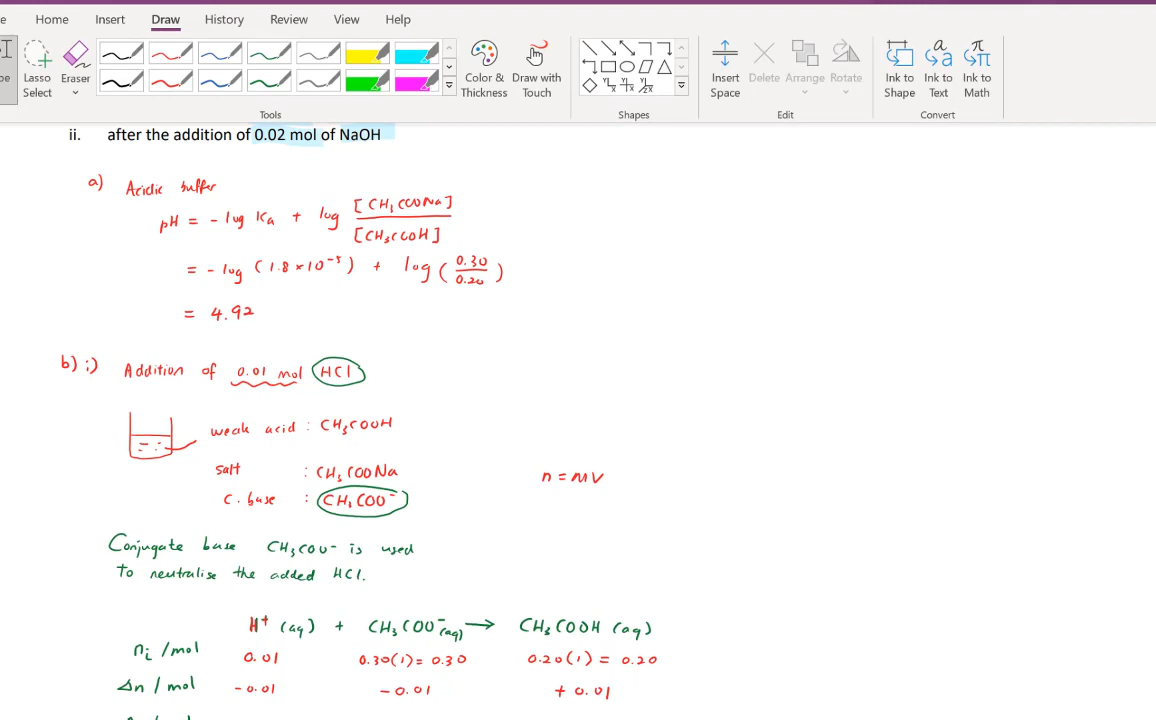 e Home Insert Draw History Review View Help
Lasso Select
Eraser
Color & Thickness
Draw with Touch
Insert Space
Delete
Arrange
Rotate
Ink to Shape
Ink to Text
Ink to Math
Tools Shapes Edit Convert
ii. after the addition of 0.02 mol of NaOH
a) Acidic buffer
pH = - log Ka + log [CH₃COONa] / [CH₃COOH]
= - log (1.8 × 10⁻⁵) + log (0.30 / 0.20)
= 4.92
b) i) Addition of 0.01 mol HCl
weak acid : CH₃COOH
salt : CH₃COONa
n = MV
c. base : CH₃COO⁻
Conjugate base CH₃COO⁻ is used
to neutralise the added HCl.
H⁺ (aq) + CH₃COO⁻(aq) → CH₃COOH (aq)
nᵢ /mol 0.01 0.30(1) = 0.30 0.20(1) = 0.20
Δn / mol - 0.01 - 0.01 + 0.01